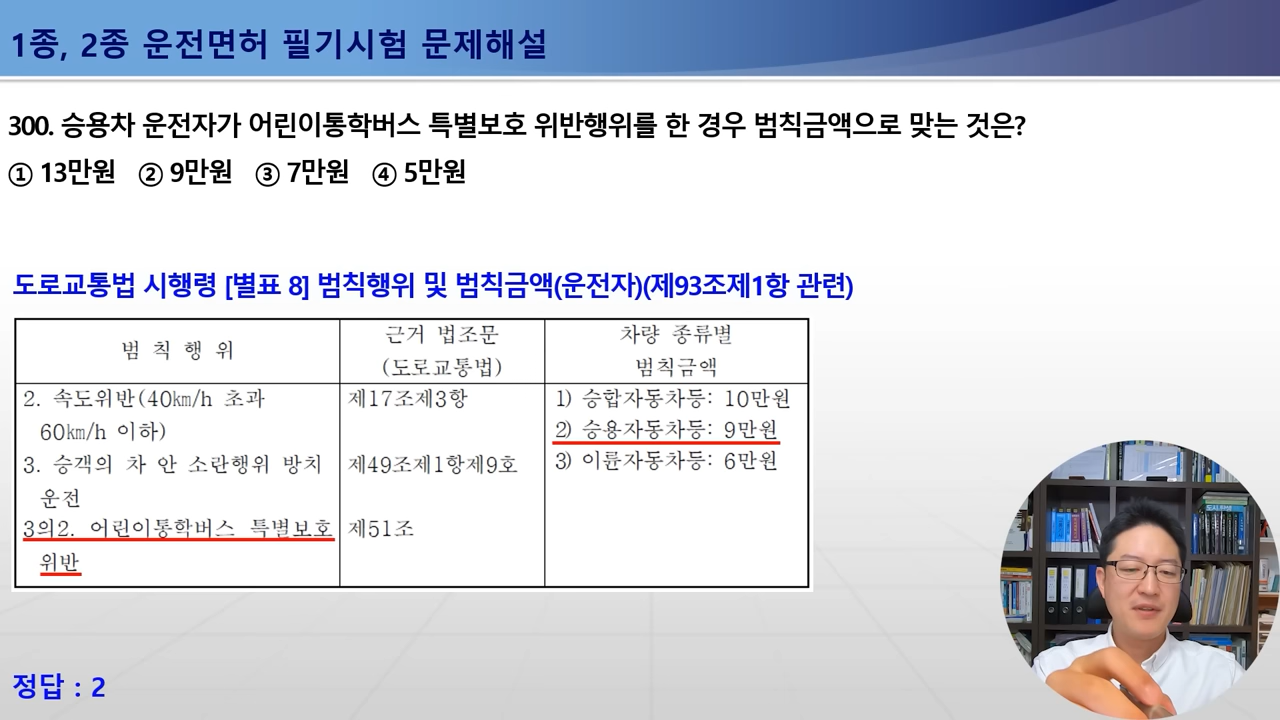 1종, 2종 운전면허 필기시험 문제해설
300. 승용차 운전자가 어린이통학버스 특별보호 위반행위를 한 경우 범칙금액으로 맞는 것은?
① 13만원 ② 9만원 ③ 7만원 ④ 5만원
도로교통법 시행령 [별표 8] 범칙행위 및 범칙금액(운전자)(제93조제1항 관련)
범 칙 행 위
근거 법조문
(도로교통법)
차량 종류별
범칙금액
2. 속도위반(40㎞/h 초과
60㎞/h 이하)
제17조제3항
3. 승객의 차 안 소란행위 방치
운전
제49조제1항제9호
3의2. 어린이통학버스 특별보호
위반
제51조
1) 승합자동차등: 10만원
2) 승용자동차등: 9만원
3) 이륜자동차등: 6만원
정답 : 2